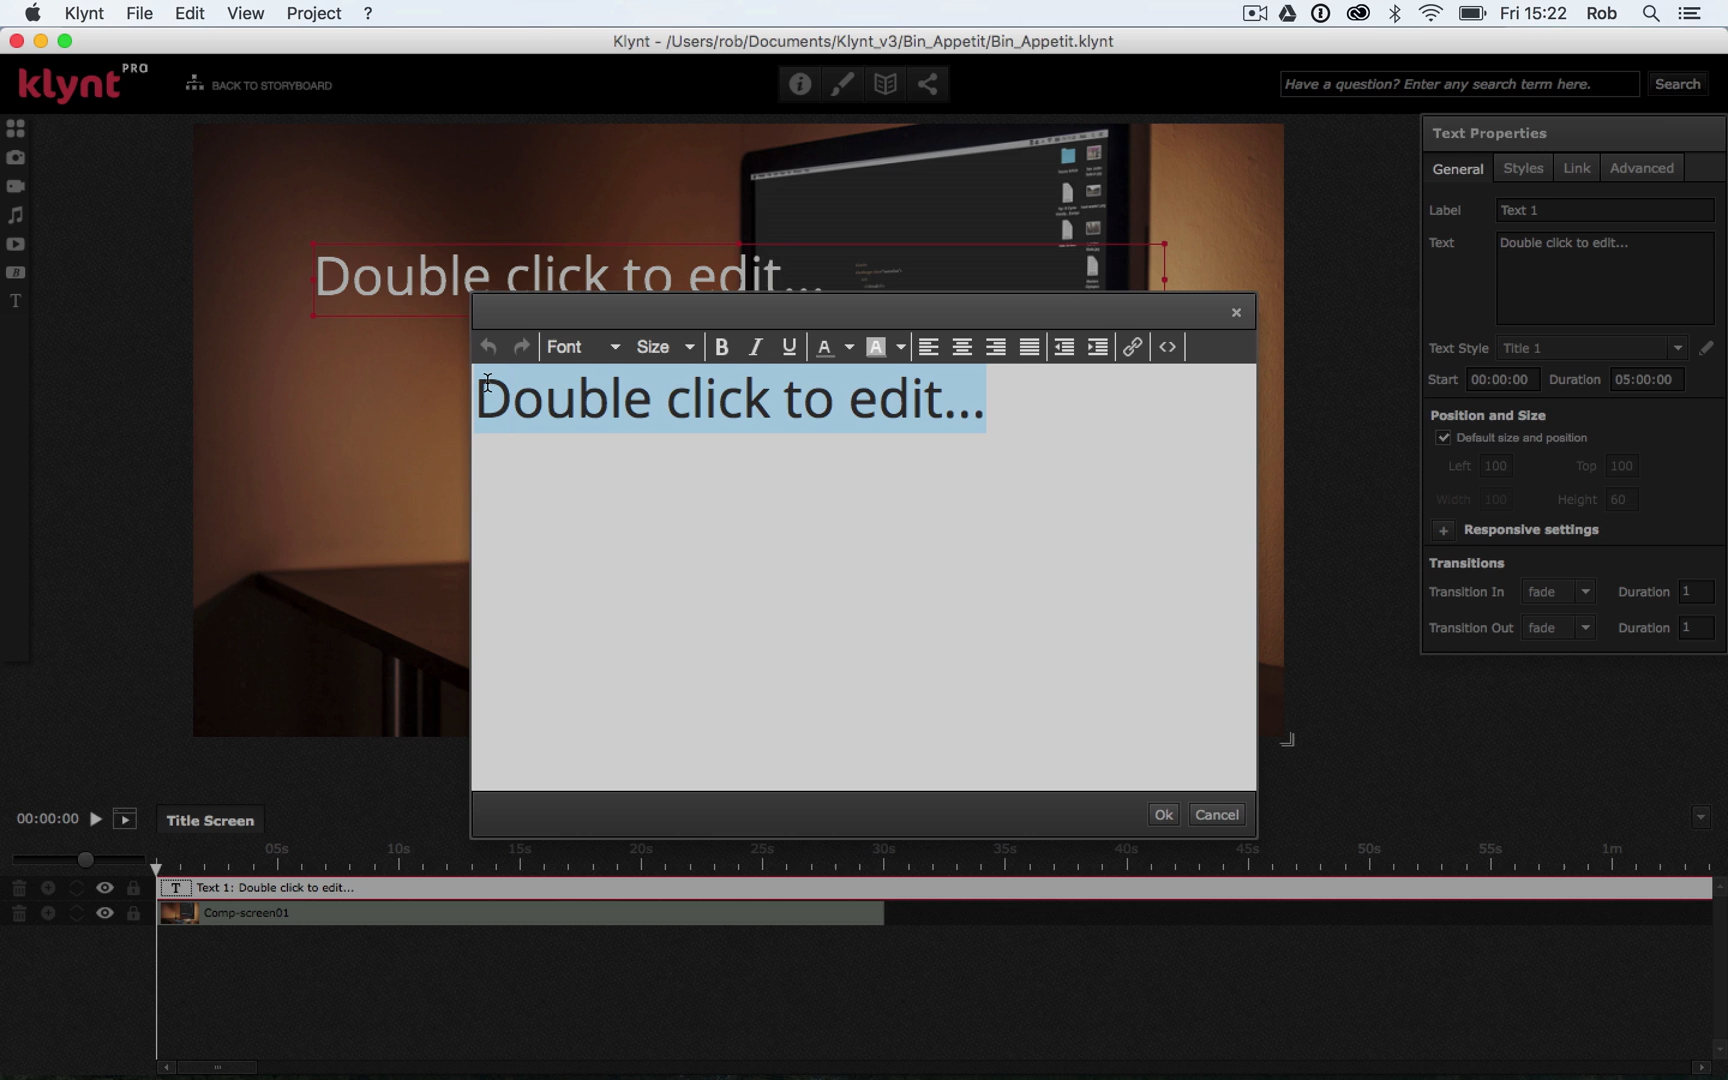 Klynt File Edit View Project ? Fri 15:22 Rob
Klynt - /Users/rob/Documents/Klynt_v3/Bin_Appetit/Bin_Appetit.klynt
klynt PRO BACK TO STORYBOARD Have a question? Enter any search term here. Search
Text Properties
General Styles Link Advanced
Label Text 1
Text Double click to edit...
Double click to edit...
Font Size B I U A A
Double click to edit...
Text Style Title 1
Start 00:00:00 Duration 05:00:00
Position and Size
Default size and position
Left 100 Top 100
Width 100 Height 60
+ Responsive settings
Transitions
Transition In fade Duration 1
Transition Out fade Duration 1
Ok Cancel
00:00:00 Title Screen
05s 10s 15s 20s 25s 30s 35s 40s 45s 50s 55s 1m
T Text 1: Double click to edit...
Comp-screen01